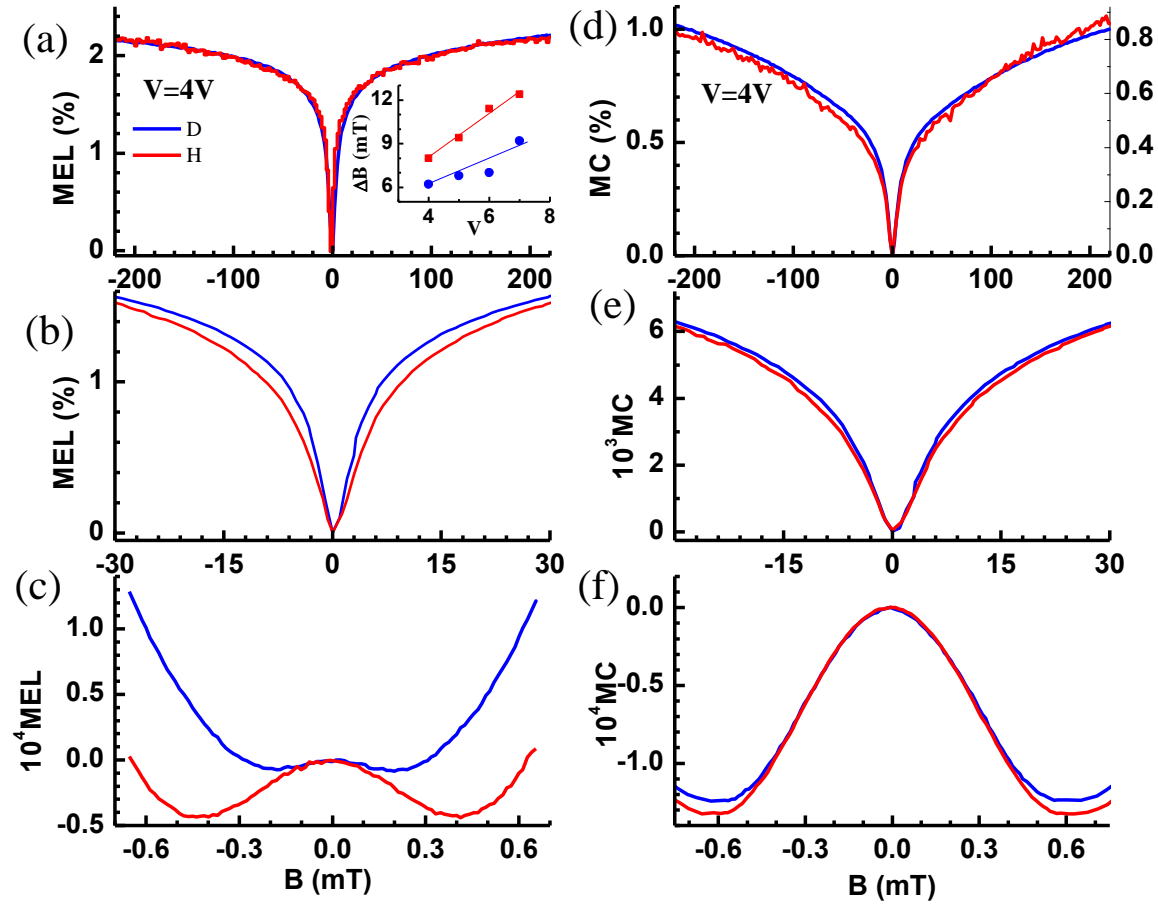 (a)
MEL (%)
2
1
0
V=4V
D
H
ΔB (mT)
12
9
6
4
6
8
V
-200
-100
0
100
200
(d)
MC (%)
1.0
0.5
0.0
V=4V
0.8
0.6
0.4
0.2
0.0
-200
-100
0
100
200
(b)
MEL (%)
1
0
-30
-15
0
15
30
(e)
10³MC
6
4
2
0
-15
0
15
30
(c)
10⁴MEL
1.0
0.5
0.0
-0.5
-0.6
-0.3
0.0
0.3
0.6
B (mT)
(f)
10⁴MC
0.0
-0.5
-1.0
-0.6
-0.3
0.0
0.3
0.6
B (mT)